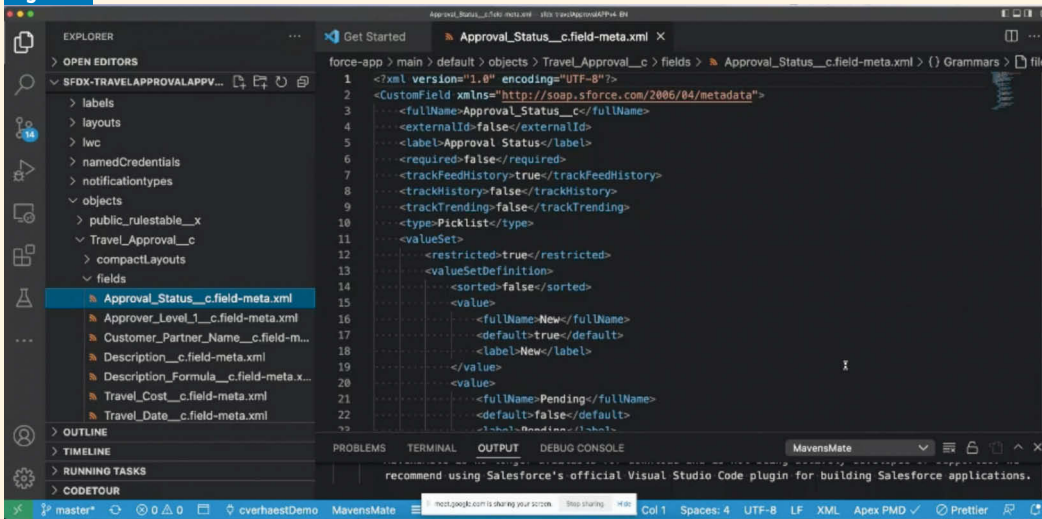 Approval_Status__c.field-meta.xml
EXPLORER
OPEN EDITORS
SFDX-TRAVELAPPROVALAPPV...
labels
layouts
lwc
14
namedCredentials
notificationtypes
objects
public_rulestable__x
Travel_Approval__c
compactLayouts
fields
Approval_Status__c.field-meta.xml
Approver_Level_1__c.field-meta.xml
Customer_Partner_Name__c.field-m...
Description__c.field-meta.xml
Description_Formula__c.field-meta.x...
Travel_Cost__c.field-meta.xml
Travel_Date__c.field-meta.xml
OUTLINE
TIMELINE
RUNNING TASKS
CODETOUR
Get Started
Approval_Status__c.field-meta.xml
force-app > main > default > objects > Travel_Approval__c > fields > Approval_Status__c.field-meta.xml > {} Grammars >
1 <?xml version="1.0" encoding="UTF-8"?>
2 <CustomField xmlns="http://soap.sforce.com/2006/04/metadata">
3 <fullName>Approval_Status__c</fullName>
4 <externalId>false</externalId>
5 <label>Approval Status</label>
6 <required>false</required>
7 <trackFeedHistory>true</trackFeedHistory>
8 <trackHistory>false</trackHistory>
9 <trackTrending>false</trackTrending>
10 <type>Picklist</type>
11 <valueSet>
12 <restricted>true</restricted>
13 <valueSetDefinition>
14 <sorted>false</sorted>
15 <value>
16 <fullName>New</fullName>
17 <default>true</default>
18 <label>New</label>
19 </value>
20 <value>
21 <fullName>Pending</fullName>
22 <default>false</default>
23 <label>Pending</label>
PROBLEMS TERMINAL OUTPUT DEBUG CONSOLE MavensMate
recommend using Salesforce's official Visual Studio Code plugin for building Salesforce applications.
meet.google.com is sharing your screen. Stop sharing Hide
master* 0 0 cverhaestDemo MavensMate Col 1 Spaces: 4 UTF-8 LF XML Apex PMD Prettier